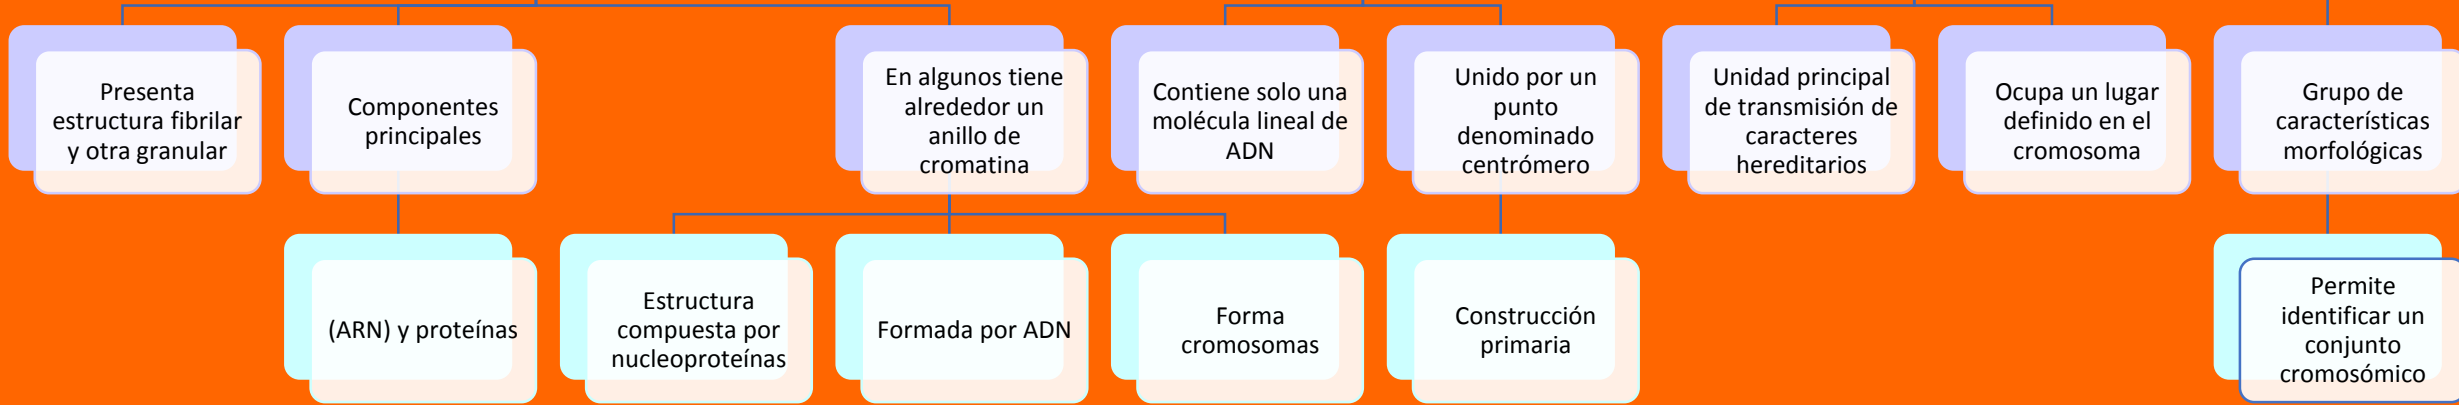 Presenta
estructura fibrilar
y otra granular
Componentes
principales
En algunos tiene
alrededor un
anillo de
cromatina
Contiene solo una
molécula lineal de
ADN
Unido por un
punto
denominado
centrómero
Unidad principal
de transmisión de
caracteres
hereditarios
Ocupa un lugar
definido en el
cromosoma
Grupo de
características
morfológicas
(ARN) y proteínas
Estructura
compuesta por
nucleoproteínas
Formada por ADN
Forma
cromosomas
Construcción
primaria
Permite
identificar un
conjunto
cromosómico